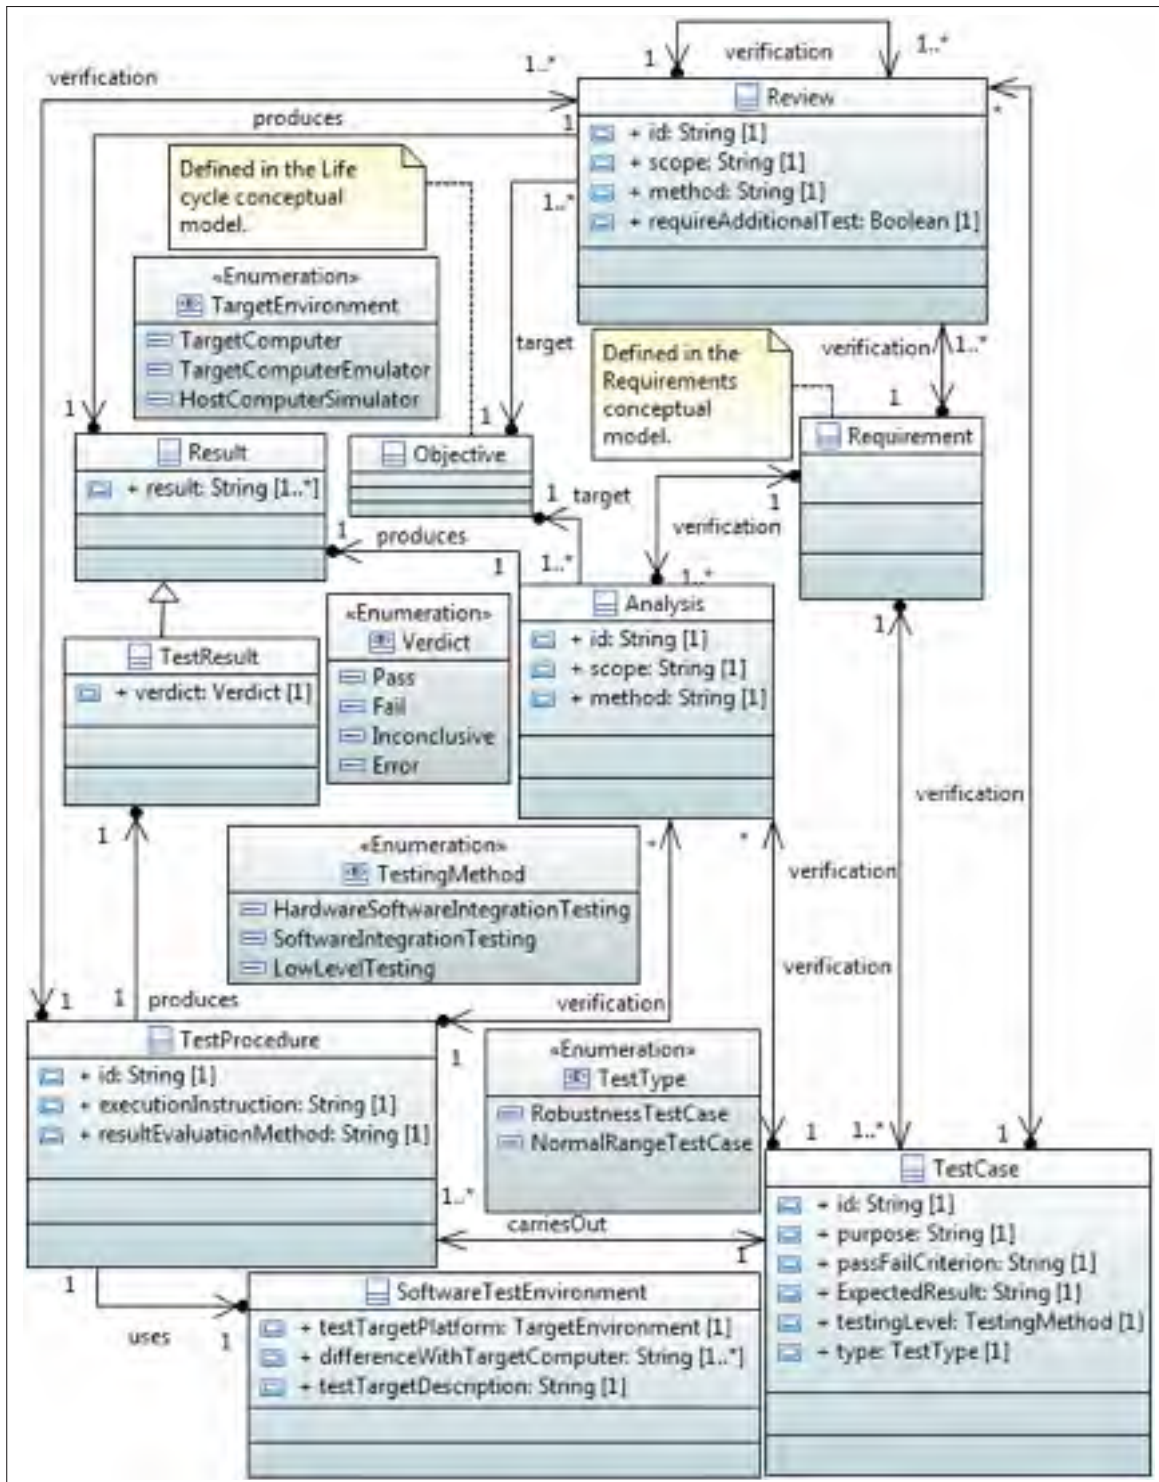 1
verification
1..*
verification
1..*
Review
*
produces
1
+ id: String [1]
+ scope: String [1]
+ method: String [1]
+ requireAdditionalTest: Boolean [1]
Defined in the Life
cycle conceptual
model.
1..*
«Enumeration»
TargetEnvironment
TargetComputer
TargetComputerEmulator
HostComputerSimulator
target
Defined in the
Requirements
conceptual
model.
verification
1..*
1
1
1
Result
+ result: String [1..*]
Objective
Requirement
1
target
1
verification
1
produces
1
1..*
1..*
«Enumeration»
Verdict
Pass
Fail
Inconclusive
Error
Analysis
+ id: String [1]
+ scope: String [1]
+ method: String [1]
1
TestResult
+ verdict: Verdict [1]
verification
1
«Enumeration»
TestingMethod
HardwareSoftwareIntegrationTesting
SoftwareIntegrationTesting
LowLevelTesting
*
*
verification
verification
1
1
produces
verification
TestProcedure
+ id: String [1]
+ executionInstruction: String [1]
+ resultEvaluationMethod: String [1]
1
«Enumeration»
TestType
RobustnessTestCase
NormalRangeTestCase
1
1..*
1
TestCase
+ id: String [1]
+ purpose: String [1]
+ passFailCriterion: String [1]
+ ExpectedResult: String [1]
+ testingLevel: TestingMethod [1]
+ type: TestType [1]
1..*
carriesOut
1
1
uses
1
SoftwareTestEnvironment
+ testTargetPlatform: TargetEnvironment [1]
+ differenceWithTargetComputer: String [1..*]
+ testTargetDescription: String [1]